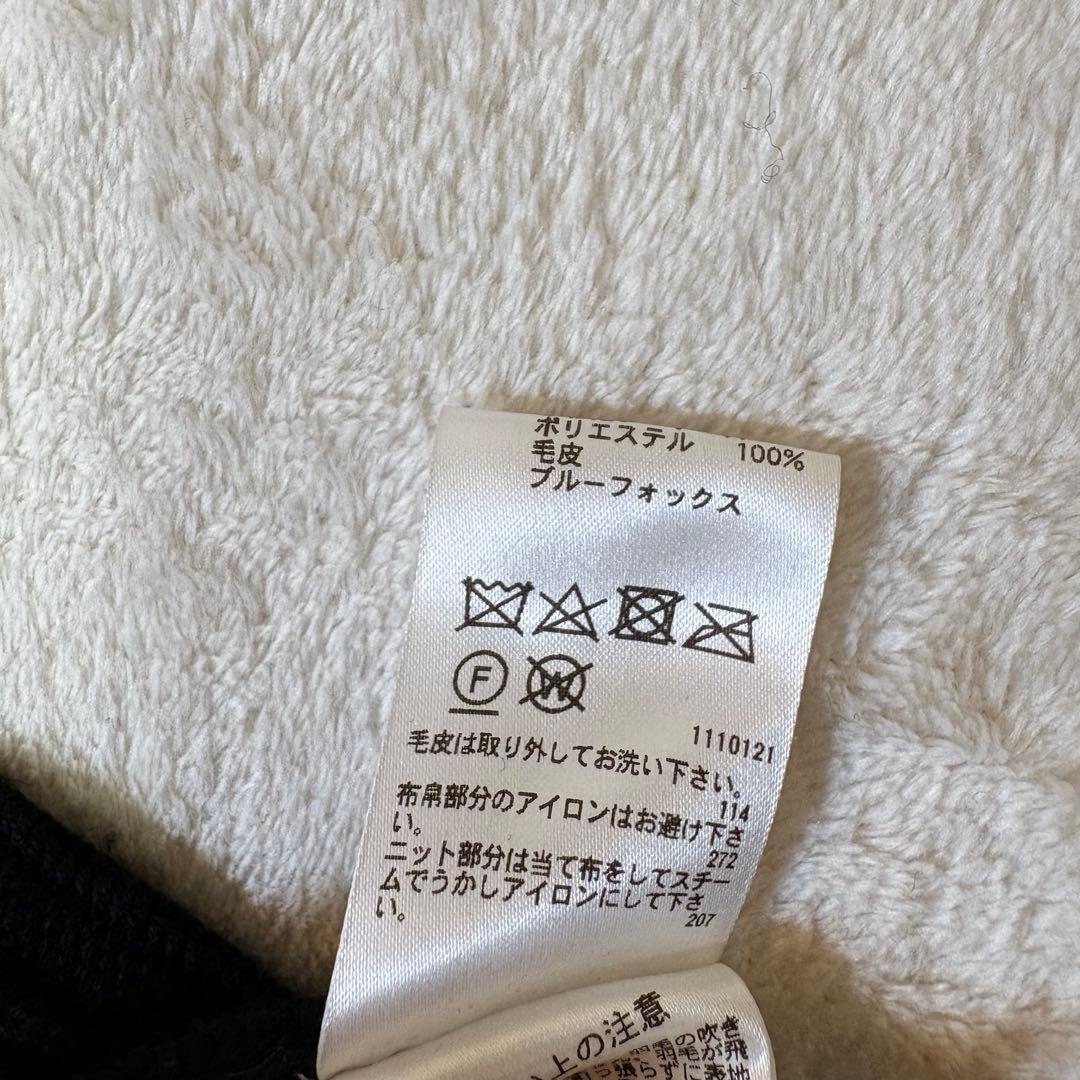 ポリエステル 100%
毛皮
ブルーフォックス
F W
1110121
毛皮は取り外してお洗い下さい。
114
布帛部分のアイロンはお避け下さ
い。
272
ニット部分は当て布をしてスチー
ムでうかしアイロンにして下さ
い。
207
上の注意